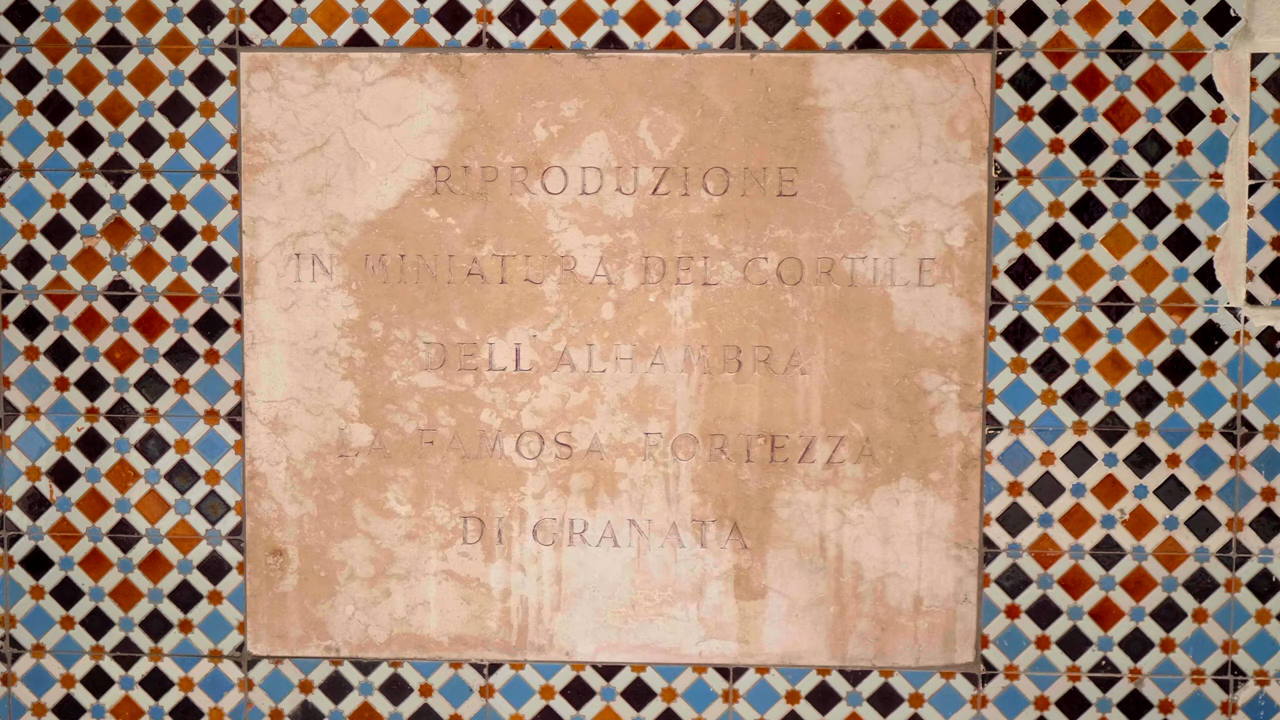 RIPRODUZIONE
IN MINIATURA DEL CORTILE
DELL'ALHAMBRA
LA FAMOSA FORTEZZA
DI GRANATA